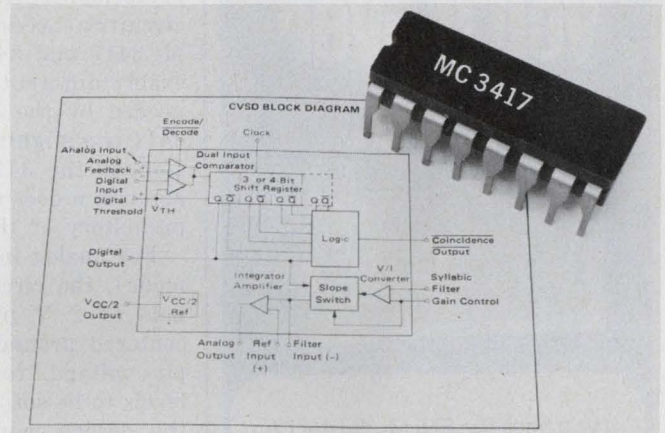 MC 3417
CVSD BLOCK DIAGRAM
Encode/
Decode
Clock
Analog Input
Analog
Feedback
Digital
Input
Digital
Threshold
VTH
Dual Input
Comparator
3 or 4-Bit
Shift Register
Q Q Q Q Q Q Q Q
Logic
Coincidence
Output
Digital
Output
Integrator
Amplifier
Slope
Switch
V/I
Converter
Syllabic
Filter
Gain Control
VCC/2
Output
VCC/2
Ref
Analog
Output
Ref
Input
(+)
Filter
Input (-)